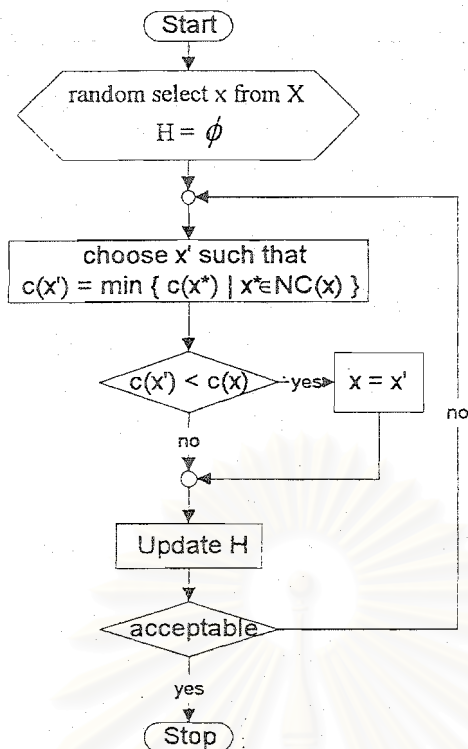 Start
random select x from X
H = ϕ
choose x' such that
c(x') = min { c(x*) | x*∈NC(x) }
c(x') < c(x)
yes
x = x'
no
no
Update H
acceptable
yes
Stop